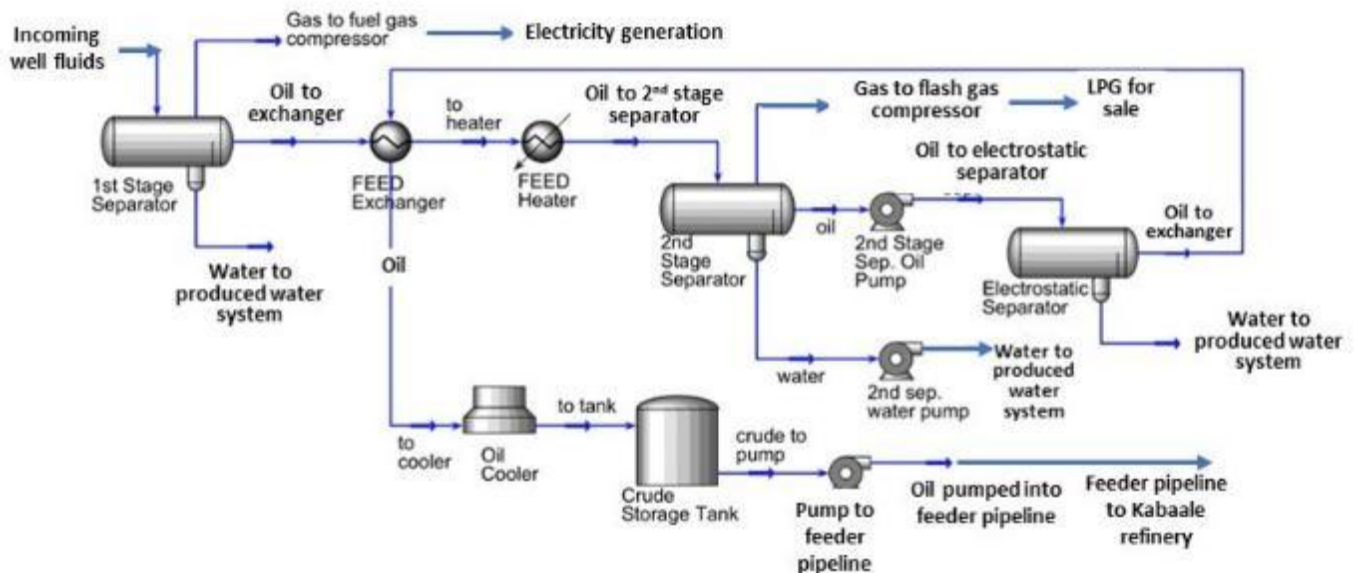 Incoming
well fluids
Gas to fuel gas
compressor
Electricity generation
Oil to
exchanger
to
heater
Oil to 2nd stage
separator
Gas to flash gas
compressor
LPG for
sale
1st Stage
Separator
FEED
Exchanger
FEED
Heater
Oil to electrostatic
separator
2nd
Stage
Separator
oil
2nd Stage
Sep. Oil
Pump
Oil to
exchanger
Electrostatic
Separator
Water to
produced water
system
Oil
Water to
produced water
system
water
2nd sep.
water pump
Water to
produced
water
system
to
cooler
Oil
Cooler
to tank
Crude
Storage Tank
crude to
pump
Pump to
feeder
pipeline
Oil pumped into
feeder pipeline
Feeder pipeline
to Kabaale
refinery